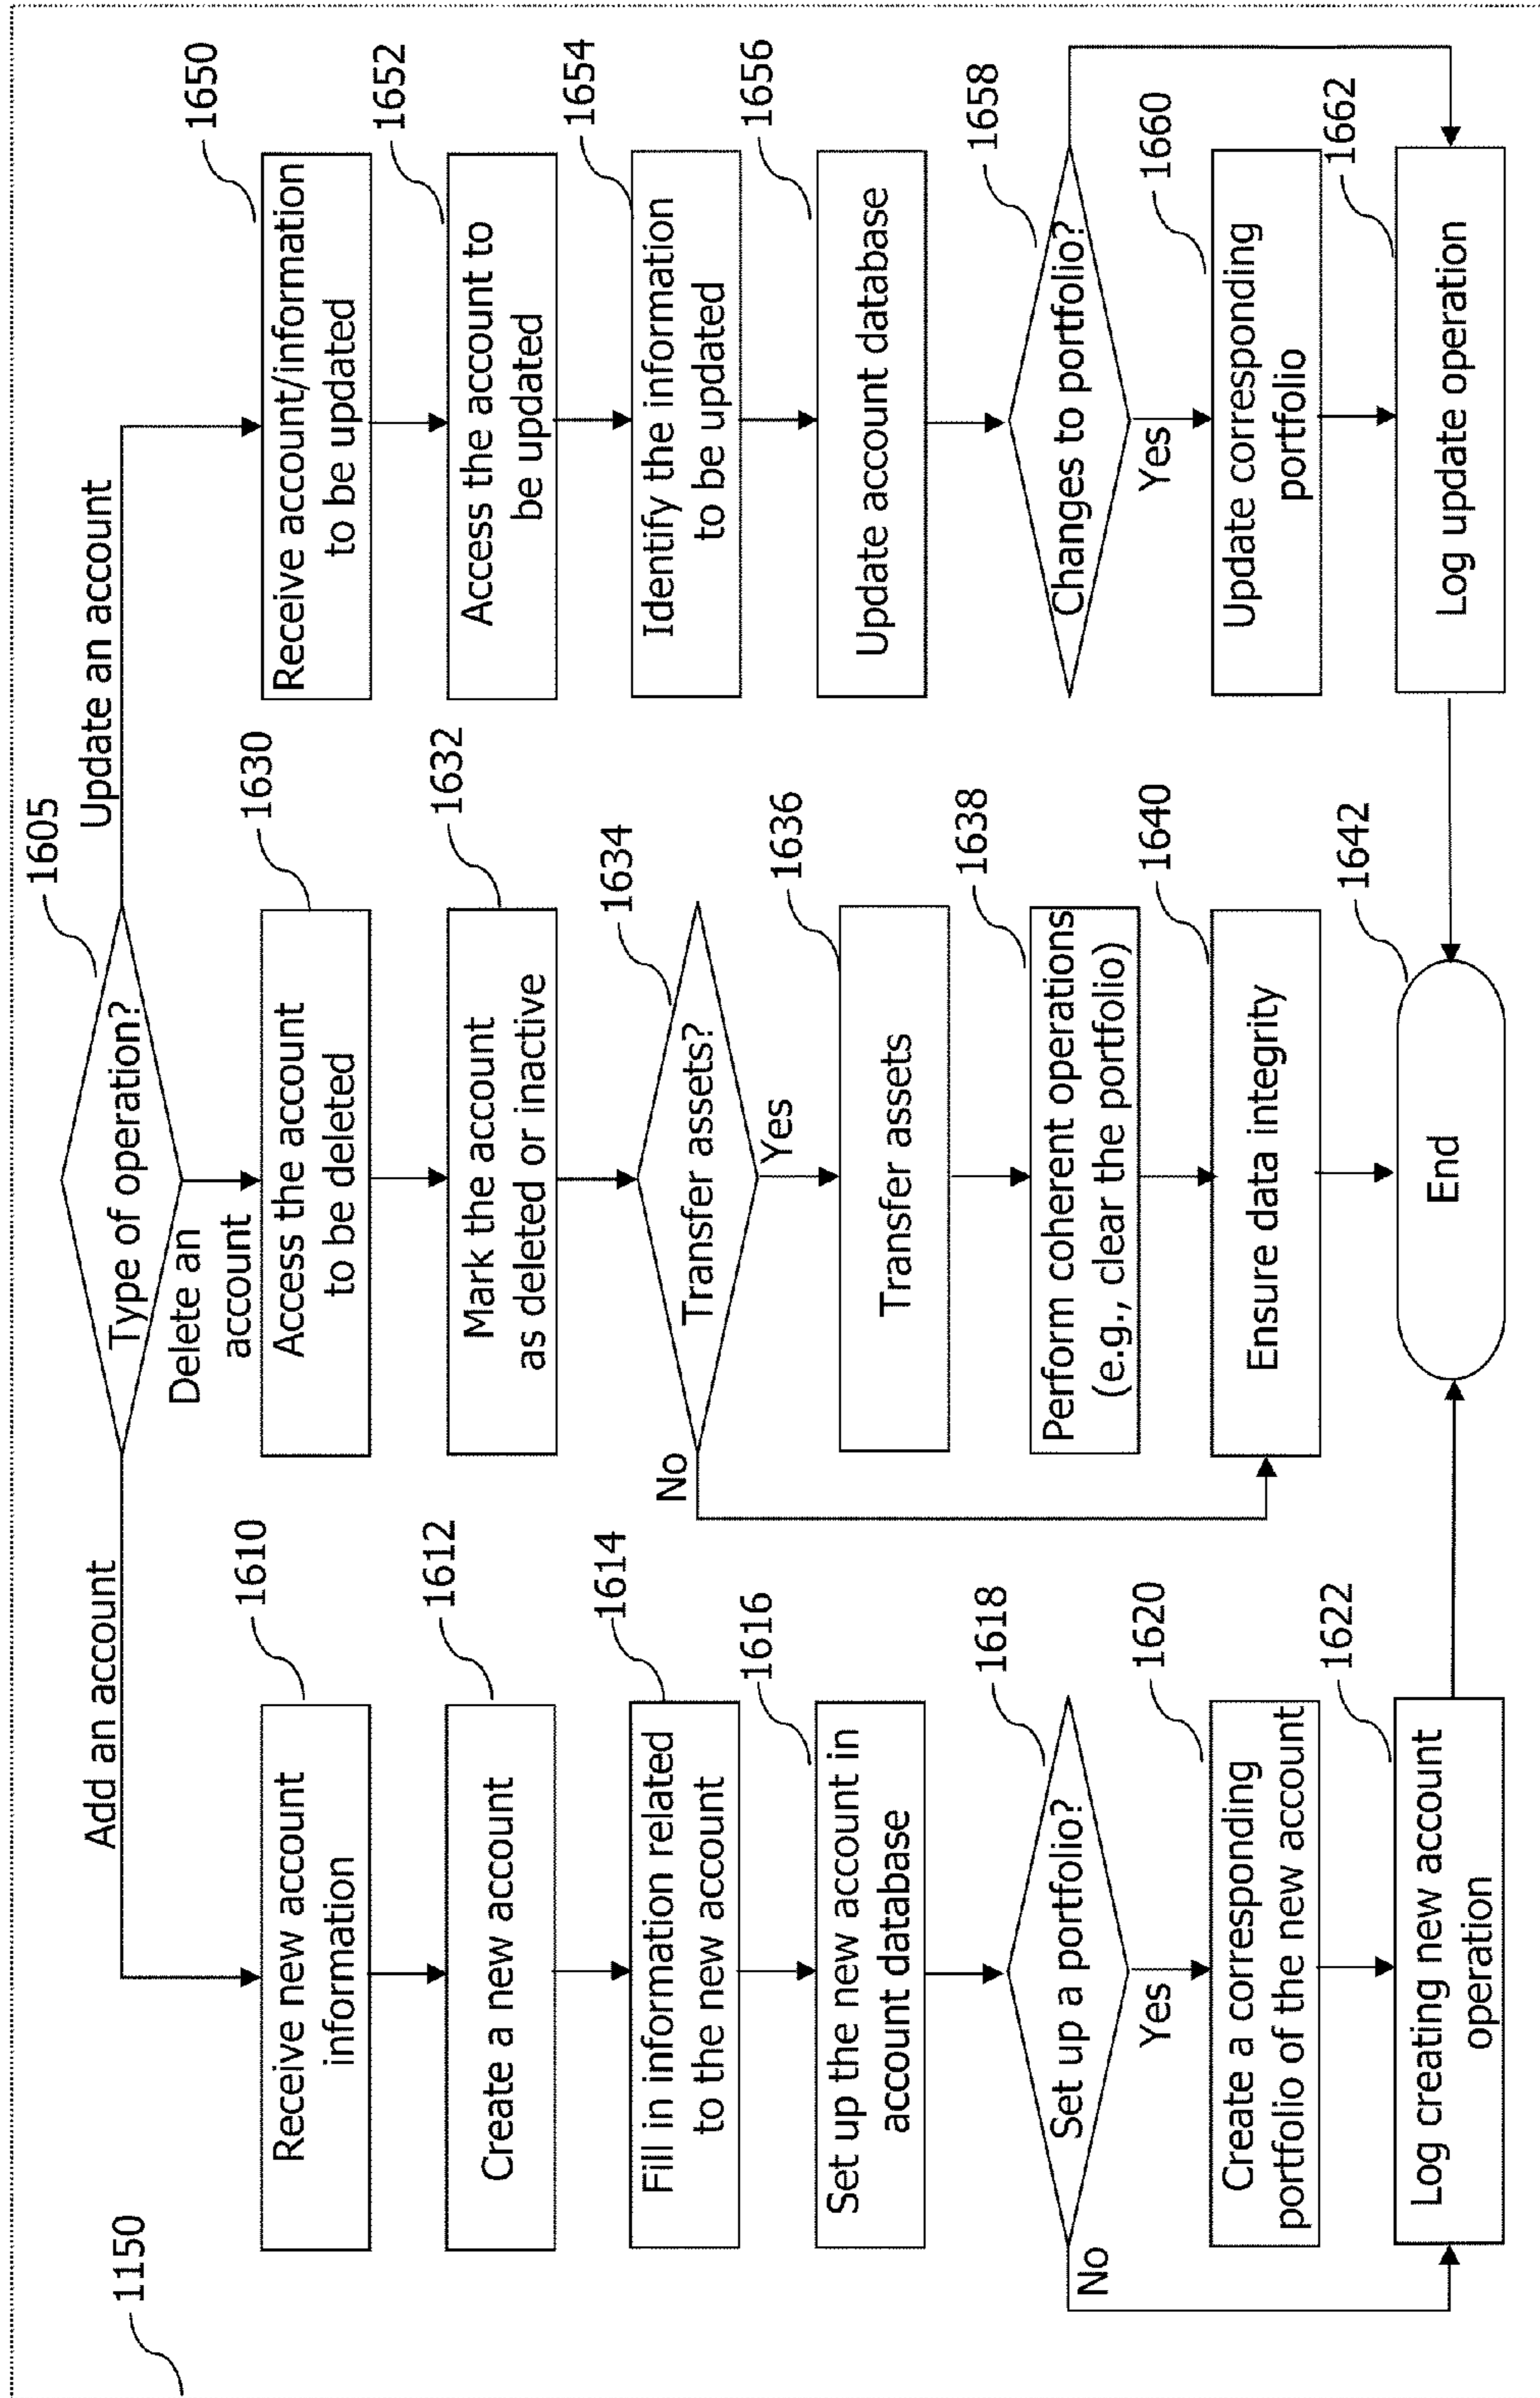 1150
1605
Type of operation?
Add an account
Delete an
account
Update an account
1610
Receive new account
information
1612
Create a new account
1614
Fill in information related
to the new account
1616
Set up the new account in
account database
1618
Set up a portfolio?
No
Yes
1620
Create a corresponding
portfolio of the new account
1622
Log creating new account
operation
1630
Access the account
to be deleted
1632
Mark the account
as deleted or inactive
1634
Transfer assets?
No
Yes
1636
Transfer assets
1638
Perform coherent operations
(e.g., clear the portfolio)
1640
Ensure data integrity
1642
End
1650
Receive account/information
to be updated
1652
Access the account to
be updated
1654
Identify the information
to be updated
1656
Update account database
1658
Changes to portfolio?
Yes
1660
Update corresponding
portfolio
1662
Log update operation